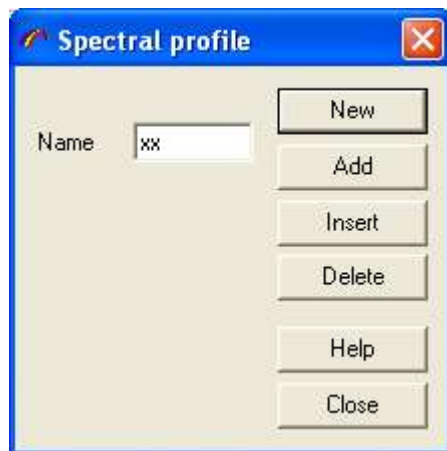 Spectral profile
New
Name xx
Add
Insert
Delete
Help
Close